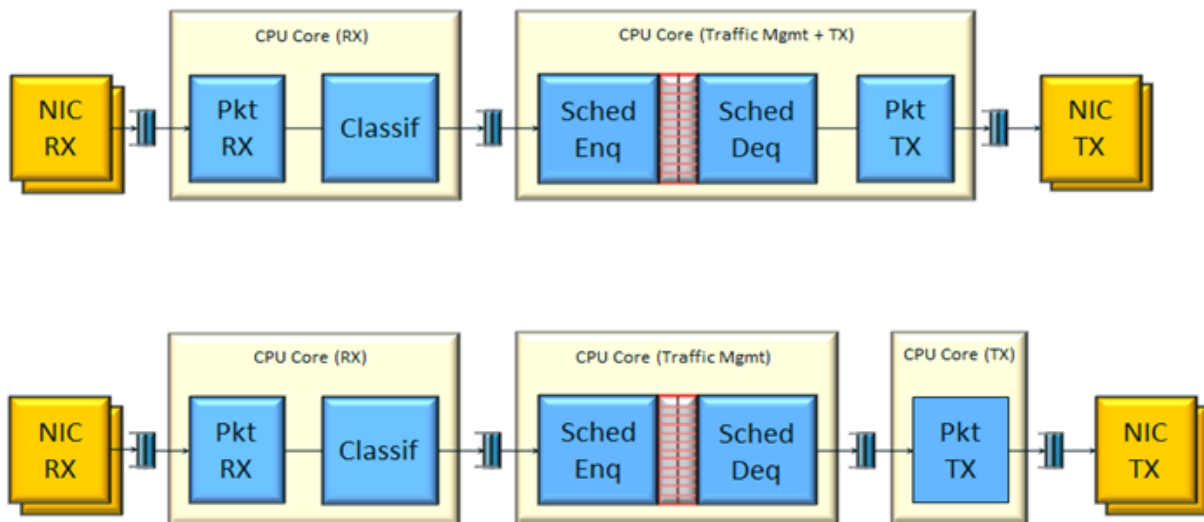 CPU Core (RX)
CPU Core (Traffic Mgmt + TX)
NIC
RX
Pkt
RX
Classif
Sched
Enq
Sched
Deq
Pkt
TX
NIC
TX
CPU Core (RX)
CPU Core (Traffic Mgmt)
CPU Core (TX)
NIC
RX
Pkt
RX
Classif
Sched
Enq
Sched
Deq
Pkt
TX
NIC
TX